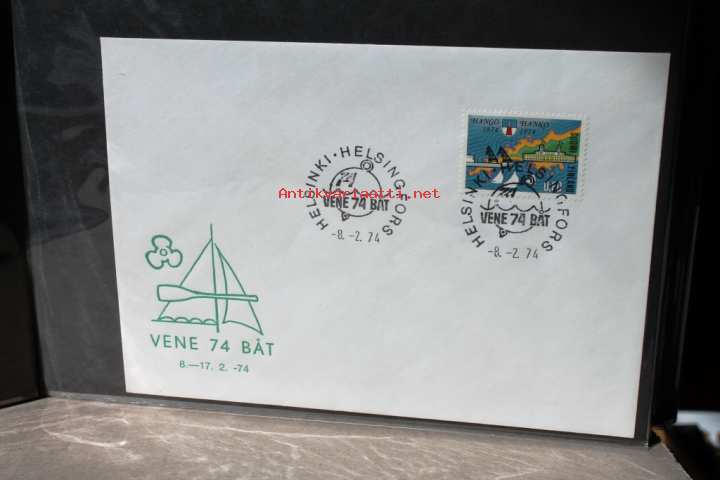 HANGÖ HANKO
1874 1974
HELSINKI • HELSINGFORS
VENE 74 BÅT
-8. -2. 74
HELSINKI • HELSINGFORS
VENE 74 BÅT
-8. -2. 74
Antikvariaatti.net
VENE 74 BÅT
8.—17. 2. -74